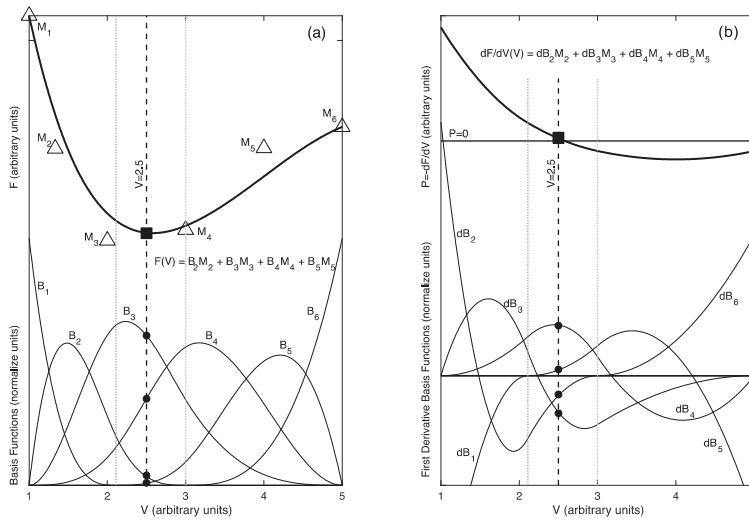 (a)
M1
M2
M3
M4
M5
M6
V=2.5
F(V) = B2M2 + B3M3 + B4M4 + B5M5
B1
B2
B3
B4
B5
B6
F (arbitrary units)
Basis Functions (normalize units)
1 2 3 4 5
V (arbitrary units)
(b)
dF/dV(V) = dB2M2 + dB3M3 + dB4M4 + dB5M5
P=0
V=2.5
dB2
dB3
dB6
dB1
dB4
dB5
P=-dF/dV (arbitrary units)
First Derivative Basis Functions (normalize units)
1 2 3 4
V (arbitrary units)